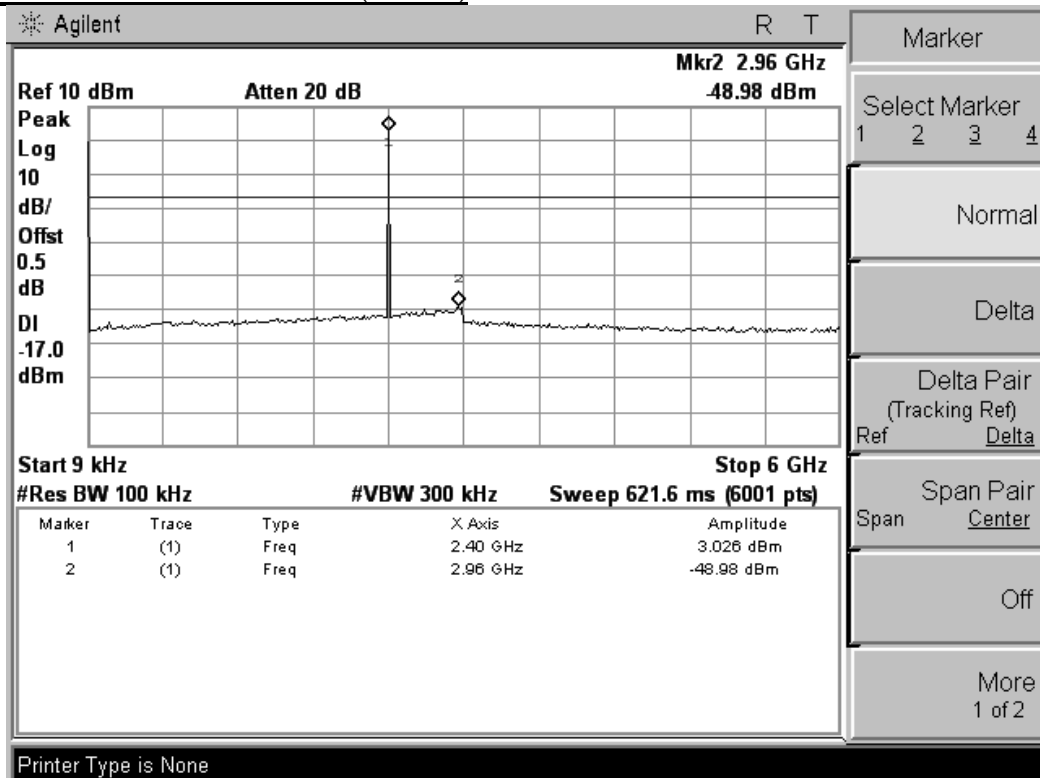 Agilent R T
Mkr2 2.96 GHz
Ref 10 dBm Atten 20 dB -48.98 dBm
Peak
Log
10
dB/
Offst
0.5
dB
DI
-17.0
dBm
1
2
Start 9 kHz Stop 6 GHz
#Res BW 100 kHz #VBW 300 kHz Sweep 621.6 ms (6001 pts)
Marker Trace Type X Axis Amplitude
1 (1) Freq 2.40 GHz 3.026 dBm
2 (1) Freq 2.96 GHz -48.98 dBm
Marker
Select Marker
1 2 3 4
Normal
Delta
Delta Pair
(Tracking Ref)
Ref Delta
Span Pair
Span Center
Off
More
1 of 2
Printer Type is None